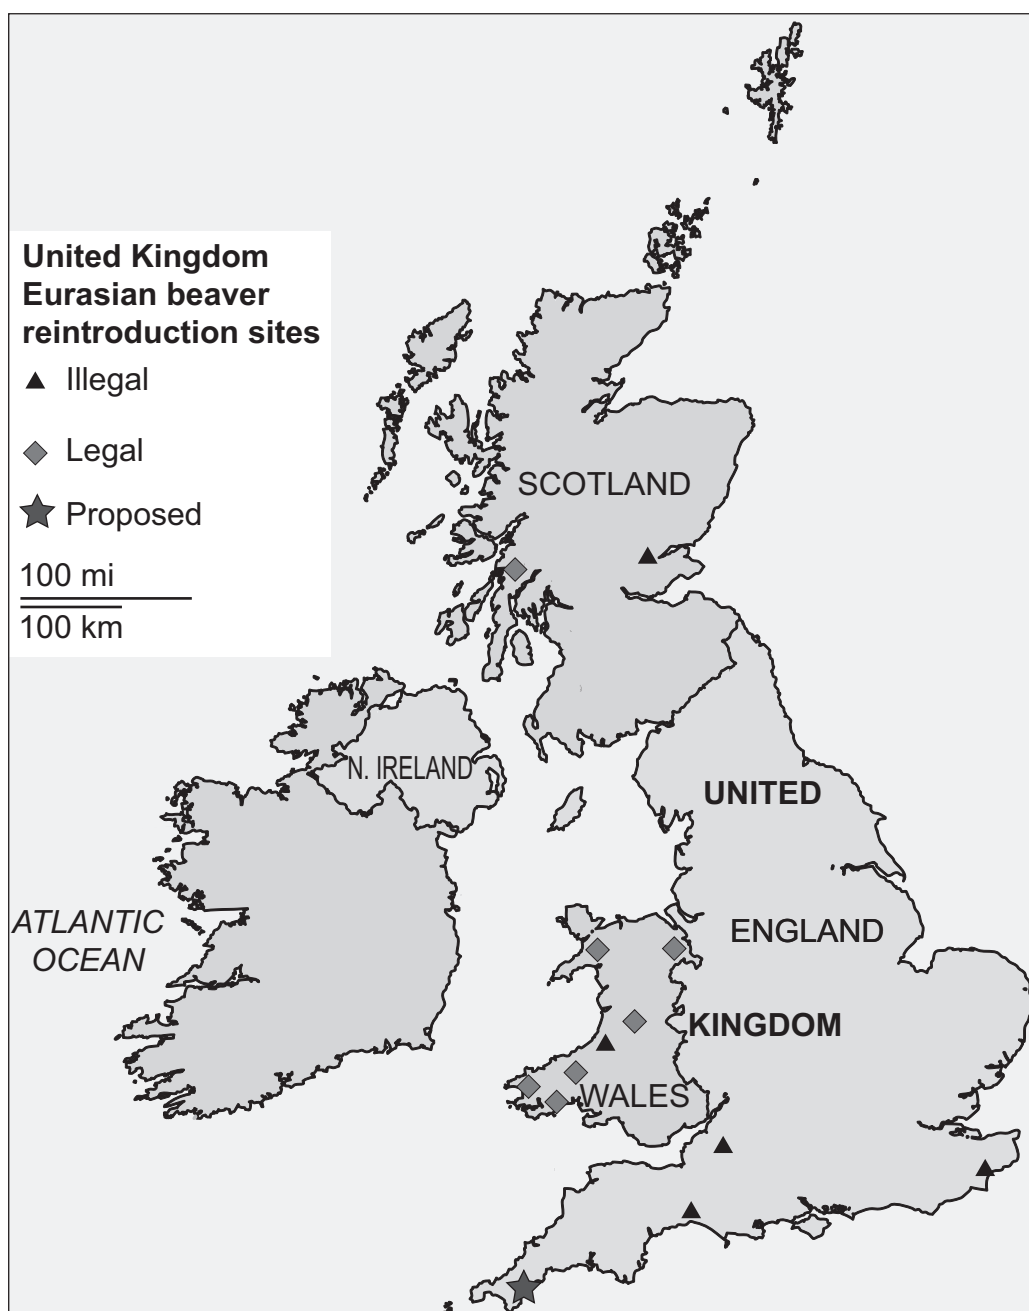 United Kingdom
Eurasian beaver
reintroduction sites
Illegal
Legal
Proposed
100 mi
100 km
SCOTLAND
N. IRELAND
UNITED
ATLANTIC
OCEAN
ENGLAND
KINGDOM
WALES